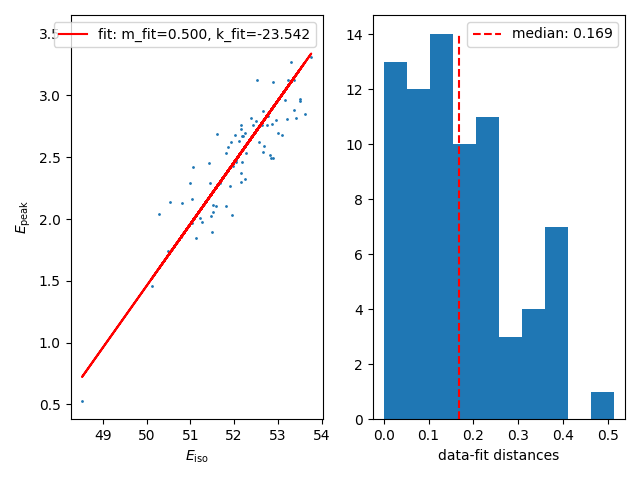 3.5
3.0
2.5
2.0
1.5
1.0
0.5
E_peak
fit: m_fit=0.500, k_fit=-23.542
49 50 51 52 53 54
E_iso
14
12
10
8
6
4
2
0
median: 0.169
0.0 0.1 0.2 0.3 0.4 0.5
data-fit distances